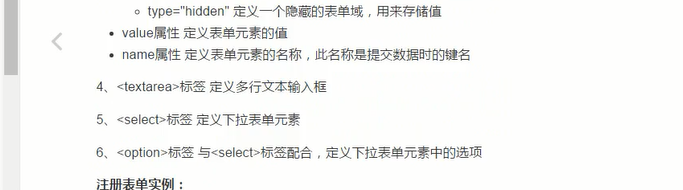 type="hidden" 定义一个隐藏的表单域，用来存储值
value属性 定义表单元素的值
name属性 定义表单元素的名称，此名称是提交数据时的键名
4、<textarea>标签 定义多行文本输入框
5、<select>标签 定义下拉表单元素
6、<option>标签 与<select>标签配合，定义下拉表单元素中的选项
注册表单实例：